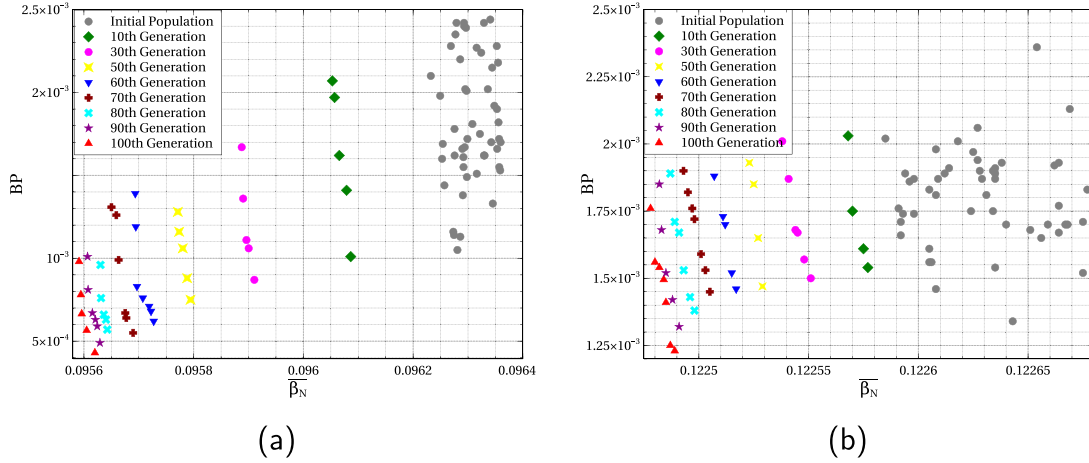 2.5×10⁻³
2×10⁻³
10⁻³
5×10⁻⁴
BP
Initial Population
10th Generation
30th Generation
50th Generation
60th Generation
70th Generation
80th Generation
90th Generation
100th Generation
0.0956 0.0958 0.096 0.0962 0.0964
β̅_N
(a)
2.5×10⁻³
2.25×10⁻³
2×10⁻³
1.75×10⁻³
1.5×10⁻³
1.25×10⁻³
BP
Initial Population
10th Generation
30th Generation
50th Generation
60th Generation
70th Generation
80th Generation
90th Generation
100th Generation
0.1225 0.12255 0.1226 0.12265
β̅_N
(b)